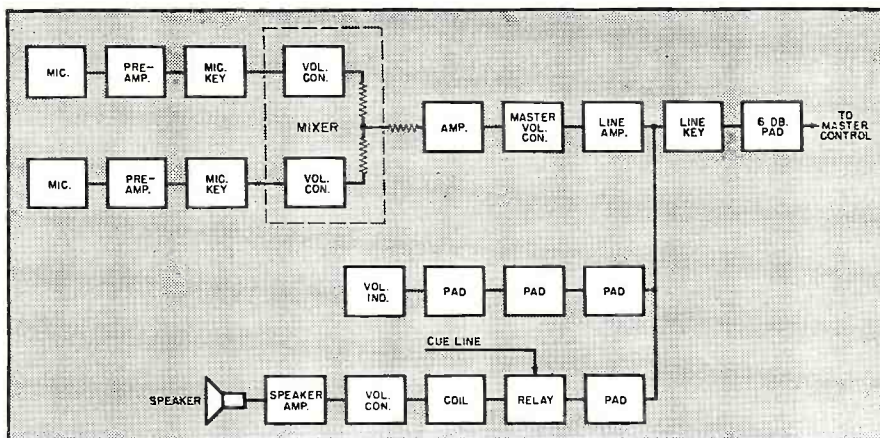 MIC.
PRE-
AMP.
MIC.
KEY
VOL.
CON.
MIXER
AMP.
MASTER
VOL.
CON.
LINE
AMP.
LINE
KEY
6 DB.
PAD
TO
MASTER
CONTROL
MIC.
PRE-
AMP.
MIC.
KEY
VOL.
CON.
VOL.
IND.
PAD
PAD
PAD
CUE LINE
SPEAKER
SPEAKER
AMP.
VOL.
CON.
COIL
RELAY
PAD